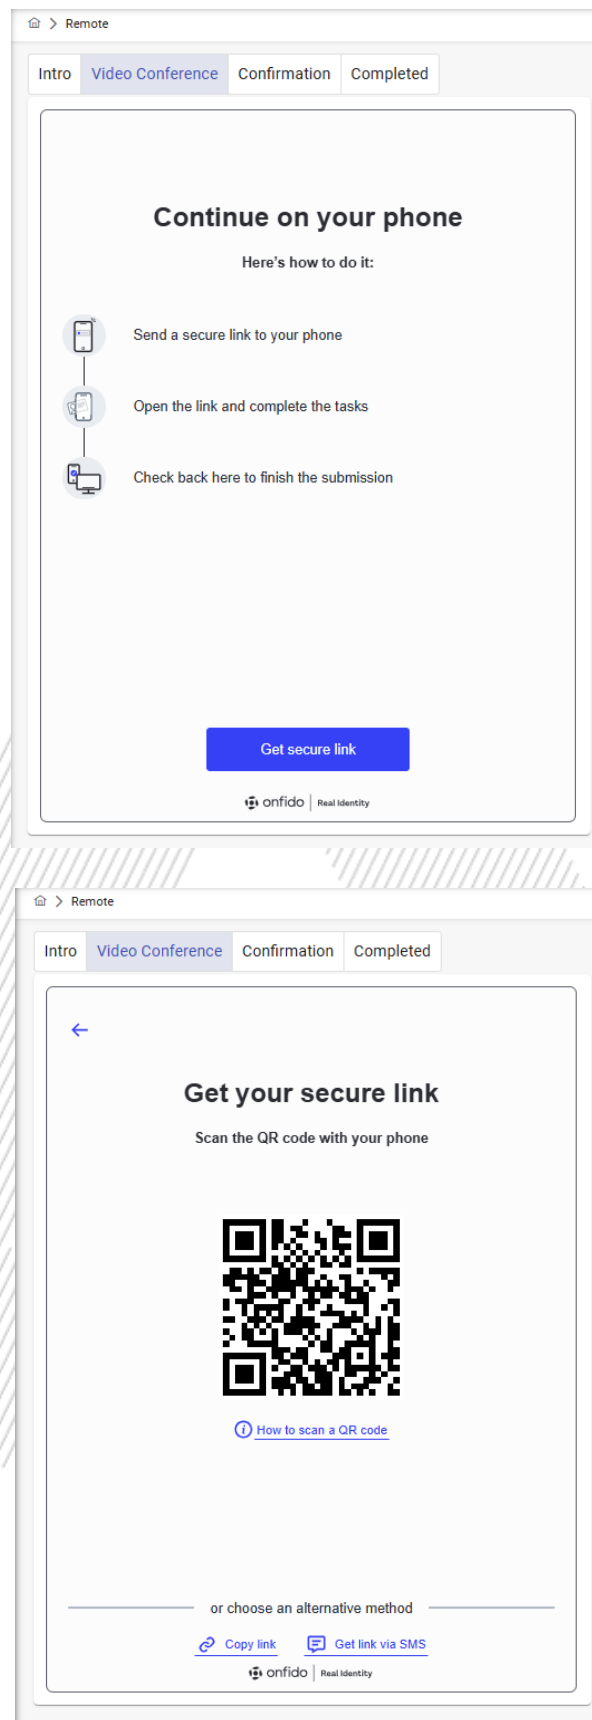 Remote
Intro Video Conference Confirmation Completed
Continue on your phone
Here's how to do it:
Send a secure link to your phone
Open the link and complete the tasks
Check back here to finish the submission
Get secure link
onfido | Real Identity
Remote
Intro Video Conference Confirmation Completed
Get your secure link
Scan the QR code with your phone
How to scan a QR code
or choose an alternative method
Copy link Get link via SMS
onfido | Real Identity